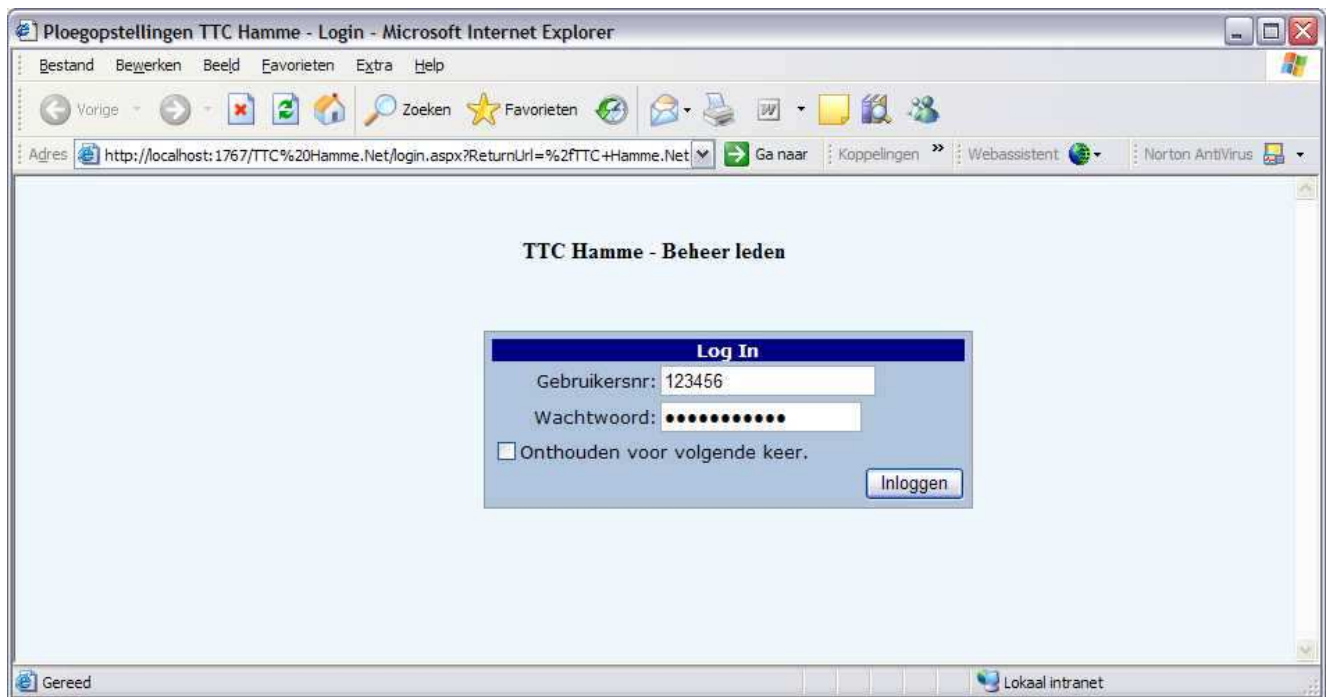 Ploegopstellingen TTC Hamme - Login - Microsoft Internet Explorer
Bestand Bewerken Beeld Favorieten Extra Help
Vorige Zoeken Favorieten
Adres http://localhost:1767/TTC%20Hamme.Net/login.aspx?ReturnUrl=%2fTTC+Hamme.Net Ga naar Koppelingen » Webassistent Norton AntiVirus
TTC Hamme - Beheer leden
Log In
Gebruikersnr: 123456
Wachtwoord: ●●●●●●●●●●●
Onthouden voor volgende keer.
Inloggen
Gereed Lokaal intranet